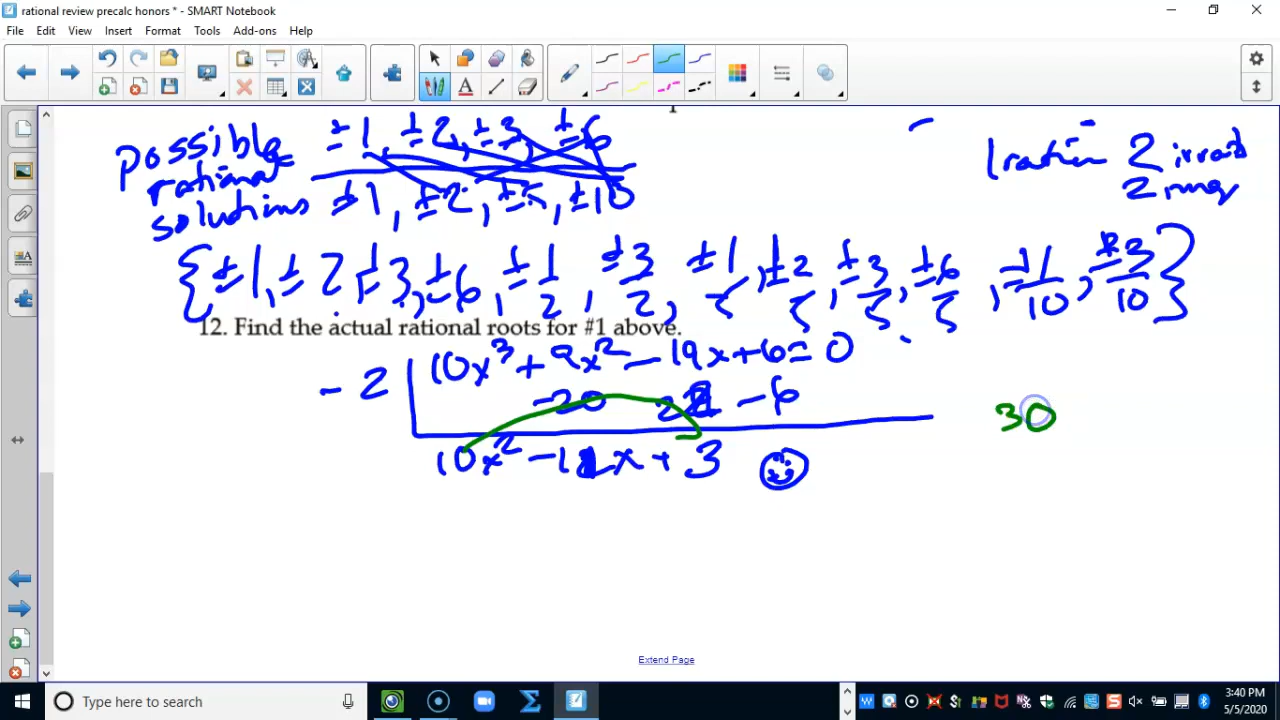 rational review precalc honors * - SMART Notebook
File Edit View Insert Format Tools Add-ons Help
possible ±1, ±2, ±3, ±6
rational
solutions ±1, ±2, ±5, ±10
1 ration 2 irrati
2 imag
{±1, ±2, ±3, ±6, ±1/2, ±3/2, ±1/5, ±2/5, ±3/5, ±6/5, ±1/10, ±3/10}
12. Find the actual rational roots for #1 above.
-2 10x³ + 9x² - 19x + 6 = 0
-20 22 -6
30
10x² - 11x + 3
Extend Page
Type here to search
3:40 PM
5/5/2020